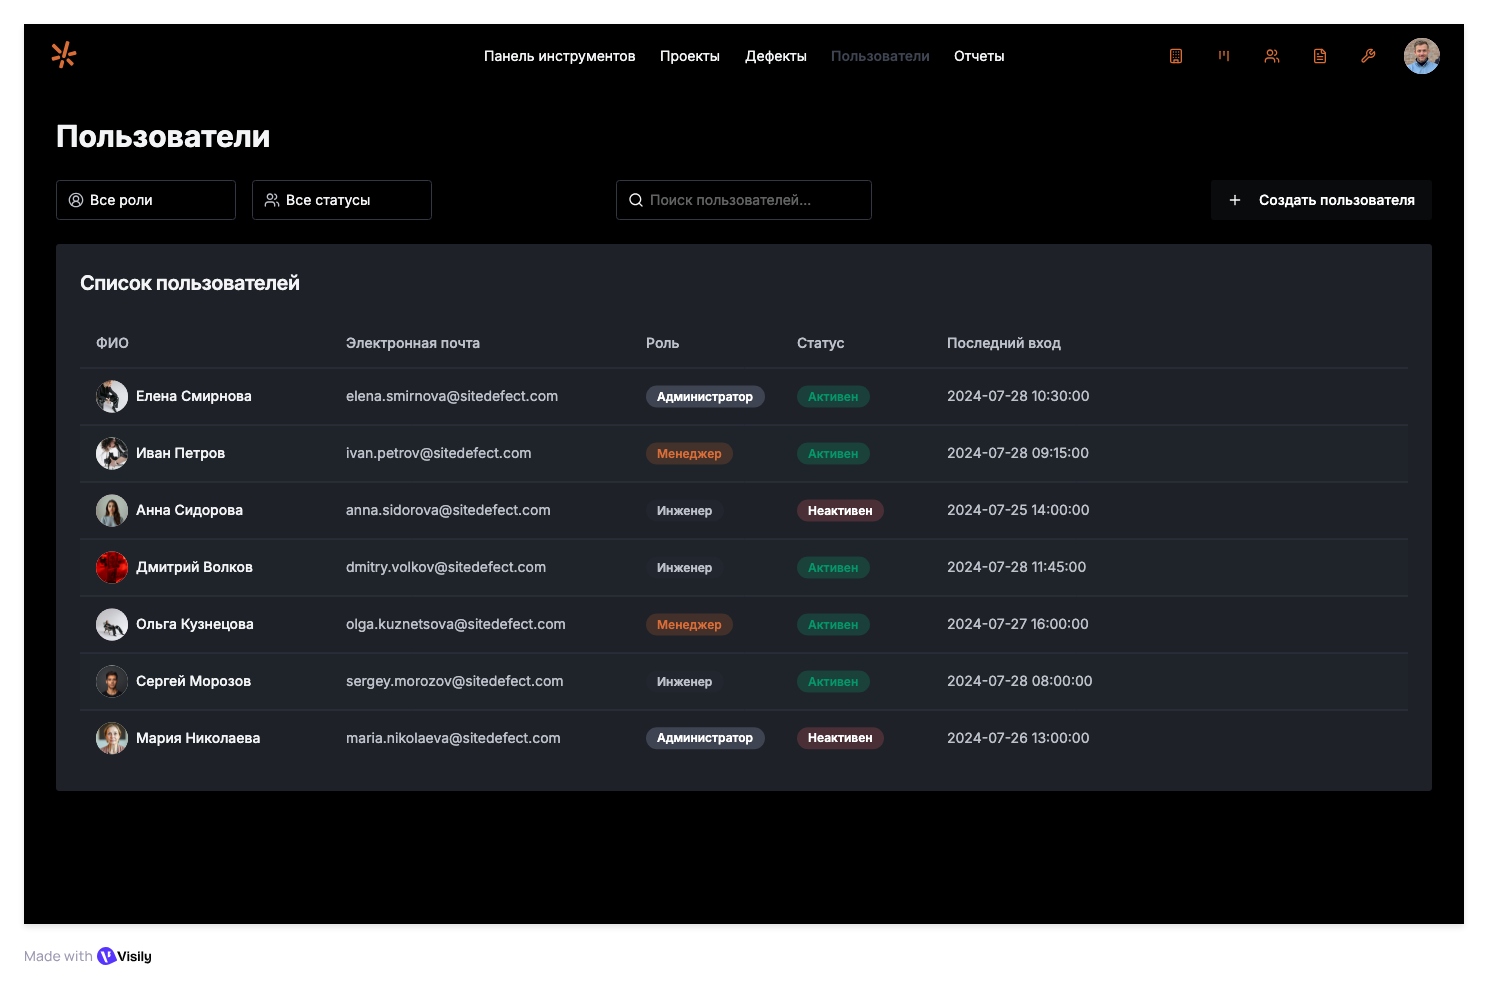 Панель инструментов Проекты Дефекты Пользователи Отчеты
Пользователи
Все роли Все статусы Поиск пользователей... Создать пользователя
Список пользователей
ФИО Электронная почта Роль Статус Последний вход
Елена Смирнова elena.smirnova@sitedefect.com Администратор Активен 2024-07-28 10:30:00
Иван Петров ivan.petrov@sitedefect.com Менеджер Активен 2024-07-28 09:15:00
Анна Сидорова anna.sidorova@sitedefect.com Инженер Неактивен 2024-07-25 14:00:00
Дмитрий Волков dmitry.volkov@sitedefect.com Инженер Активен 2024-07-28 11:45:00
Ольга Кузнецова olga.kuznetsova@sitedefect.com Менеджер Активен 2024-07-27 16:00:00
Сергей Морозов sergey.morozov@sitedefect.com Инженер Активен 2024-07-28 08:00:00
Мария Николаева maria.nikolaeva@sitedefect.com Администратор Неактивен 2024-07-26 13:00:00
Made with Visily